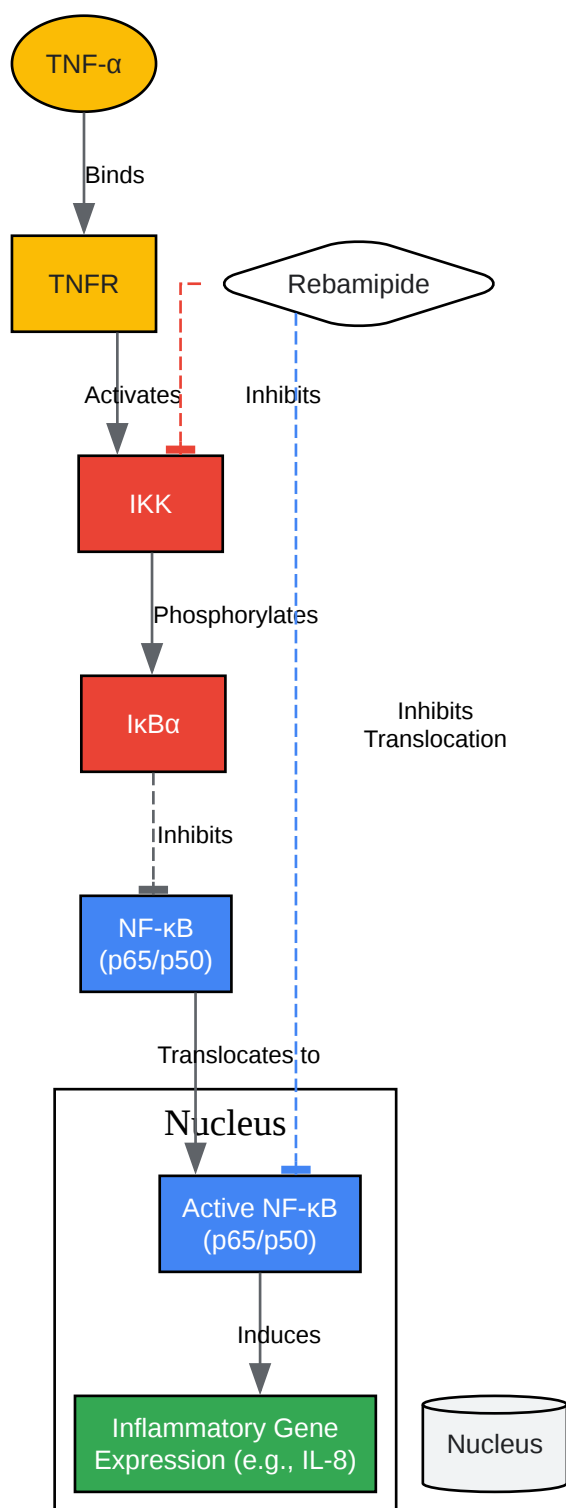 TNF-α
Binds
TNFR
Rebamipide
Activates
Inhibits
IKK
Phosphorylates
IκBα
Inhibits
Translocation
Inhibits
NF-κB
(p65/p50)
Translocates to
Nucleus
Active NF-κB
(p65/p50)
Induces
Inflammatory Gene
Expression (e.g., IL-8)
Nucleus